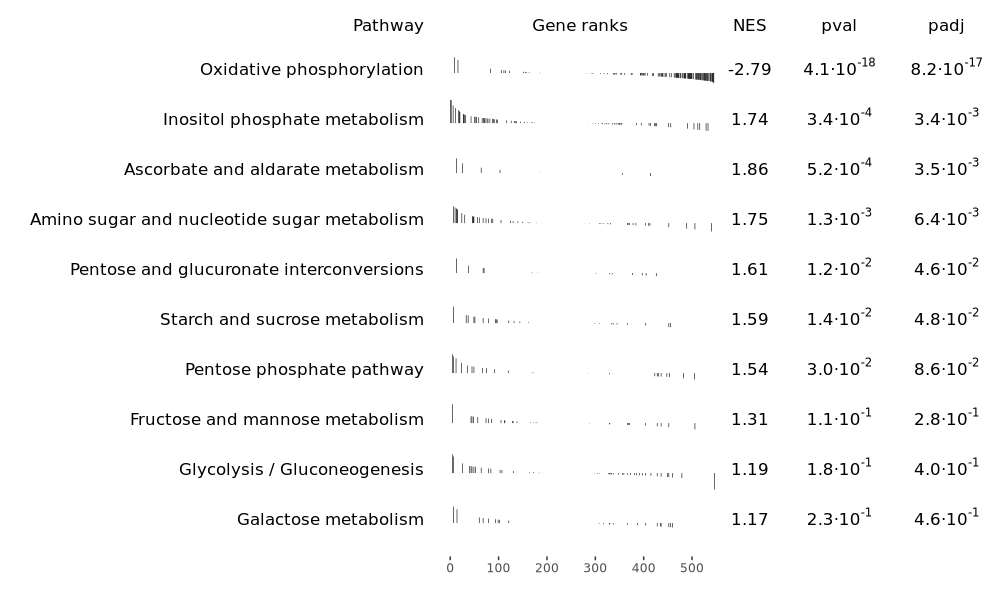 Pathway Gene ranks NES pval padj
Oxidative phosphorylation -2.79 4.1·10⁻¹⁸ 8.2·10⁻¹⁷
Inositol phosphate metabolism 1.74 3.4·10⁻⁴ 3.4·10⁻³
Ascorbate and aldarate metabolism 1.86 5.2·10⁻⁴ 3.5·10⁻³
Amino sugar and nucleotide sugar metabolism 1.75 1.3·10⁻³ 6.4·10⁻³
Pentose and glucuronate interconversions 1.61 1.2·10⁻² 4.6·10⁻²
Starch and sucrose metabolism 1.59 1.4·10⁻² 4.8·10⁻²
Pentose phosphate pathway 1.54 3.0·10⁻² 8.6·10⁻²
Fructose and mannose metabolism 1.31 1.1·10⁻¹ 2.8·10⁻¹
Glycolysis / Gluconeogenesis 1.19 1.8·10⁻¹ 4.0·10⁻¹
Galactose metabolism 1.17 2.3·10⁻¹ 4.6·10⁻¹
0 100 200 300 400 500